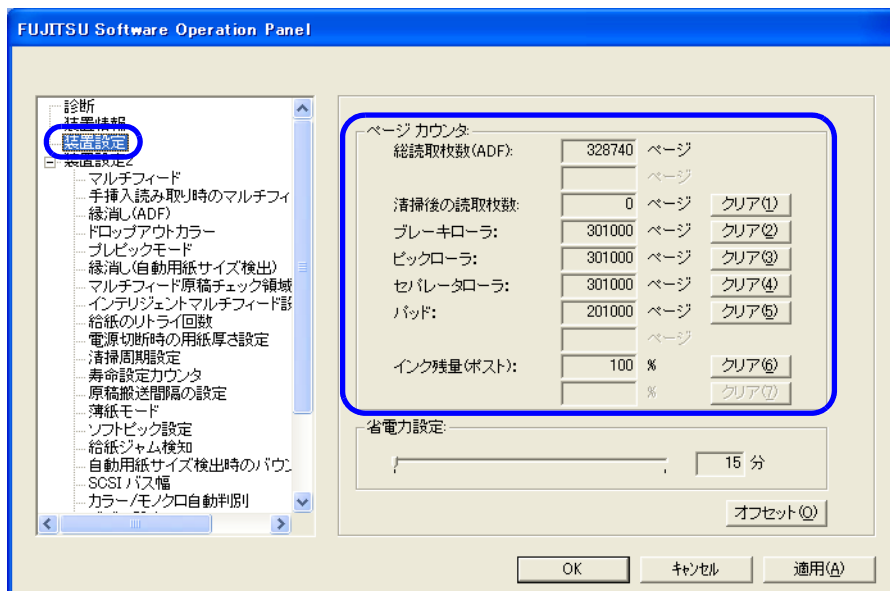 FUJITSU Software Operation Panel
診断
装置情報
装置設定
装置設定2
マルチフィード
手挿入読み取り時のマルチフィ
縁消し(ADF)
ドロップアウトカラー
プレピックモード
縁消し(自動用紙サイズ検出)
マルチフィード原稿チェック領域
インテリジェントマルチフィード設
給紙のリトライ回数
電源切断時の用紙厚さ設定
清掃周期設定
寿命設定カウンタ
原稿搬送間隔の設定
薄紙モード
ソフトピック設定
給紙ジャム検知
自動用紙サイズ検出時のバウン
SCSI バス幅
カラー/モノクロ自動判別
ページ カウンタ:
総読取枚数(ADF): 328740 ページ
ページ
清掃後の読取枚数: 0 ページ クリア(1)
ブレーキローラ: 301000 ページ クリア(2)
ピックローラ: 301000 ページ クリア(3)
セパレータローラ: 301000 ページ クリア(4)
パッド: 201000 ページ クリア(5)
ページ
インク残量(ポスト): 100 % クリア(6)
% クリア(7)
省電力設定:
15 分
オフセット(O)
OK キャンセル 適用(A)